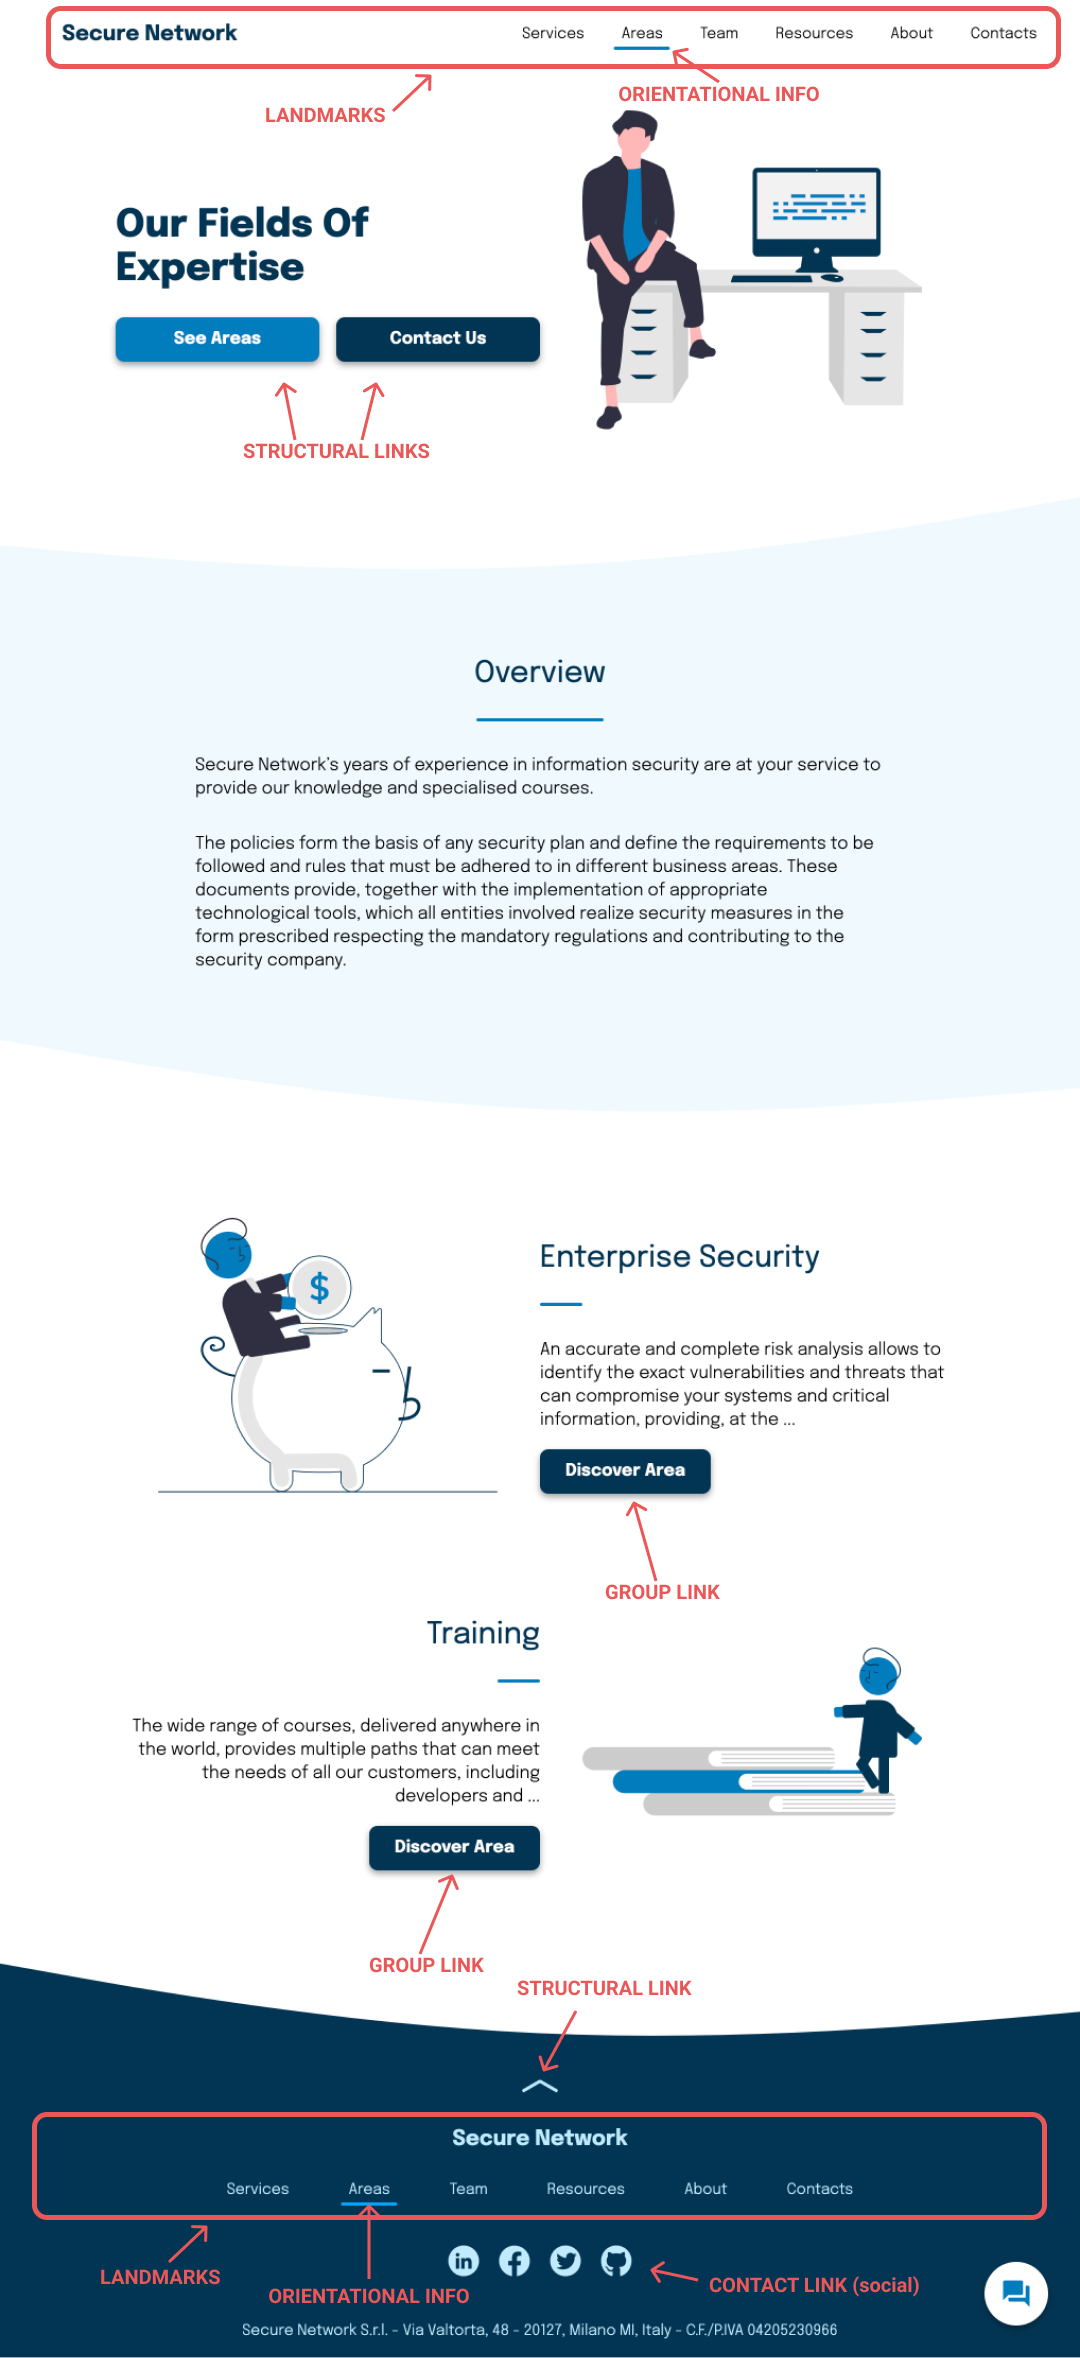 Secure Network
Services Areas Team Resources About Contacts
LANDMARKS
ORIENTATIONAL INFO
Our Fields Of
Expertise
See Areas
Contact Us
STRUCTURAL LINKS
Overview
Secure Network's years of experience in information security are at your service to
provide our knowledge and specialised courses.
The policies form the basis of any security plan and define the requirements to be
followed and rules that must be adhered to in different business areas. These
documents provide, together with the implementation of appropriate
technological tools, which all entities involved realize security measures in the
form prescribed respecting the mandatory regulations and contributing to the
security company.
$
Enterprise Security
An accurate and complete risk analysis allows to
identify the exact vulnerabilities and threats that
can compromise your systems and critical
information, providing, at the ...
Discover Area
GROUP LINK
Training
The wide range of courses, delivered anywhere in
the world, provides multiple paths that can meet
the needs of all our customers, including
developers and ...
Discover Area
GROUP LINK
STRUCTURAL LINK
Secure Network
Services Areas Team Resources About Contacts
LANDMARKS
ORIENTATIONAL INFO
in
CONTACT LINK (social)
Secure Network S.r.l. - Via Valtorta, 48 - 20127, Milano MI, Italy - C.F./P.IVA 04205230966